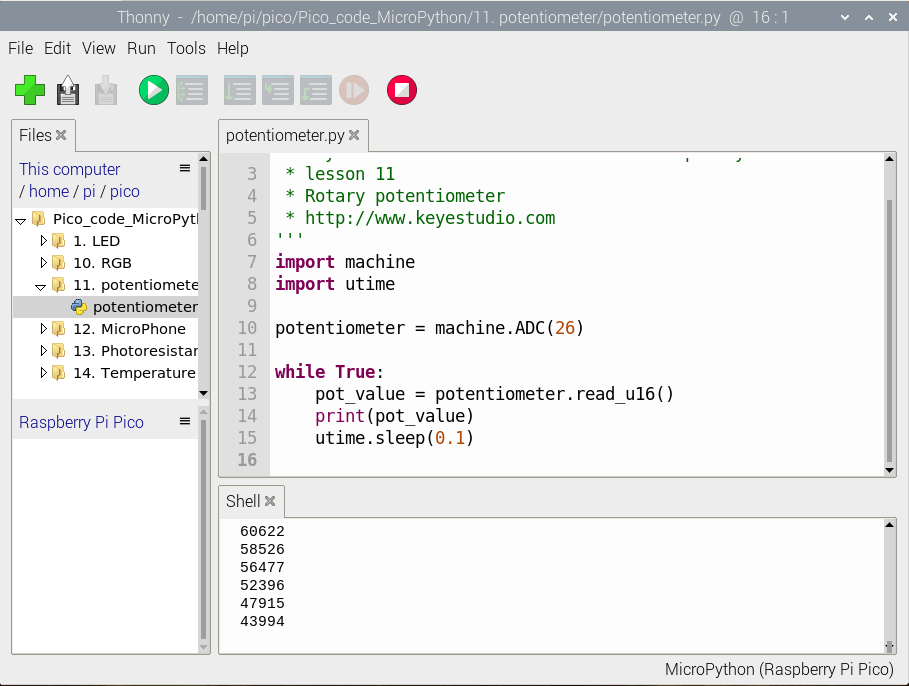 Thonny - /home/pi/pico/Pico_code_MicroPython/11. potentiometer/potentiometer.py @ 16 : 1
File Edit View Run Tools Help
Files
This computer
/ home / pi / pico
Pico_code_MicroPyth
1. LED
10. RGB
11. potentiomete
potentiometer
12. MicroPhone
13. Photoresistar
14. Temperature
Raspberry Pi Pico
potentiometer.py
3 * lesson 11
4 * Rotary potentiometer
5 * http://www.keyestudio.com
6 '''
7 import machine
8 import utime
9
10 potentiometer = machine.ADC(26)
11
12 while True:
13 pot_value = potentiometer.read_u16()
14 print(pot_value)
15 utime.sleep(0.1)
16
Shell
60622
58526
56477
52396
47915
43994
MicroPython (Raspberry Pi Pico)